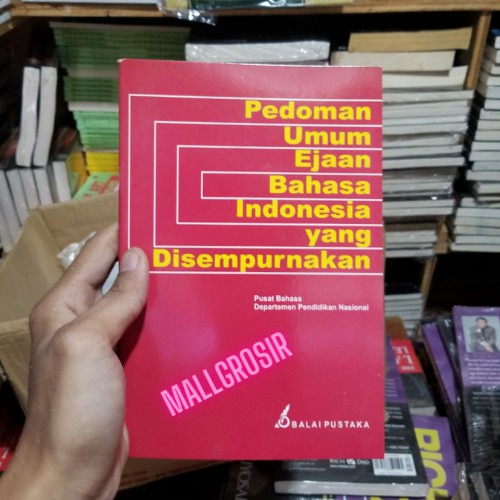 Pedoman
Umum
Ejaan
Bahasa
Indonesia
yang
Disempurnakan
Pusat Bahasa
Departemen Pendidikan Nasional
MALLGROSIR
BALAI PUSTAKA